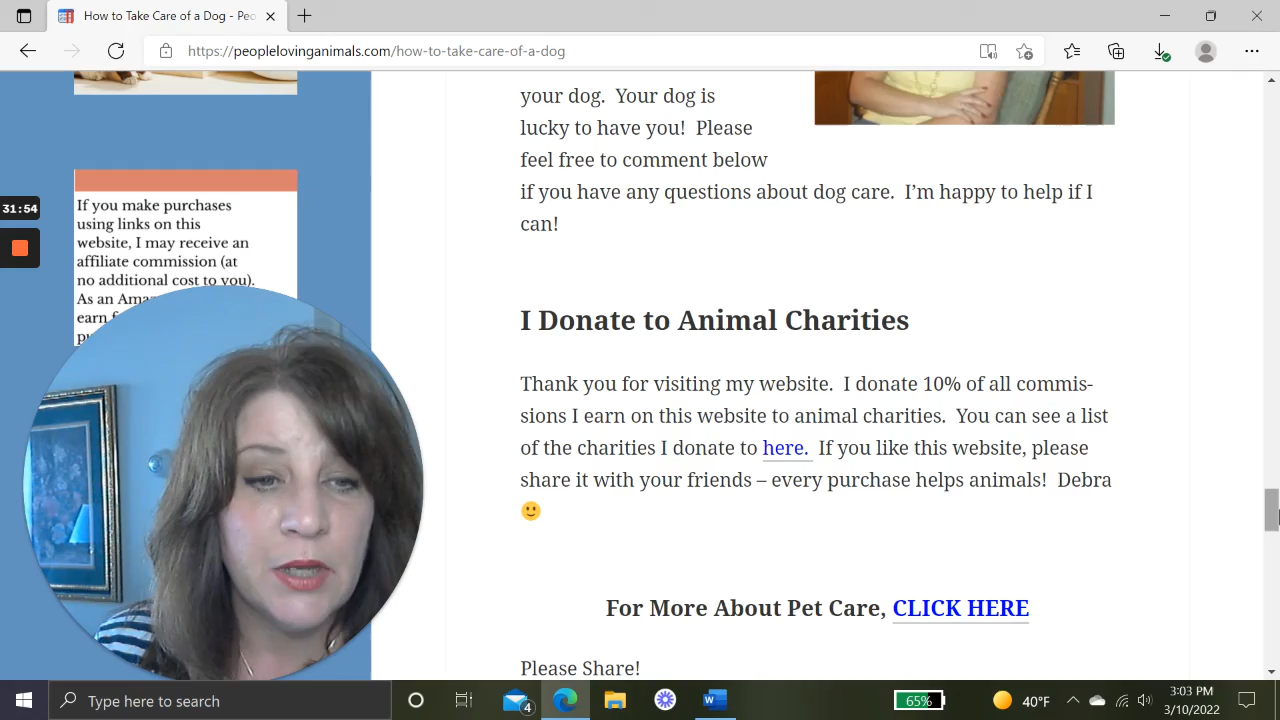 How to Take Care of a Dog - Peo
https://peoplelovinganimals.com/how-to-take-care-of-a-dog
31:54
If you make purchases
using links on this
website, I may receive an
affiliate commission (at
no additional cost to you).
As an
earn
your dog.  Your dog is
lucky to have you!  Please
feel free to comment below
if you have any questions about dog care.  I’m happy to help if I
can!
I Donate to Animal Charities
Thank you for visiting my website.  I donate 10% of all commis-
sions I earn on this website to animal charities.  You can see a list
of the charities I donate to here.  If you like this website, please
share it with your friends – every purchase helps animals!  Debra
🙂
For More About Pet Care, CLICK HERE
Please Share!
Type here to search
4
65%
40°F
3:03 PM
3/10/2022